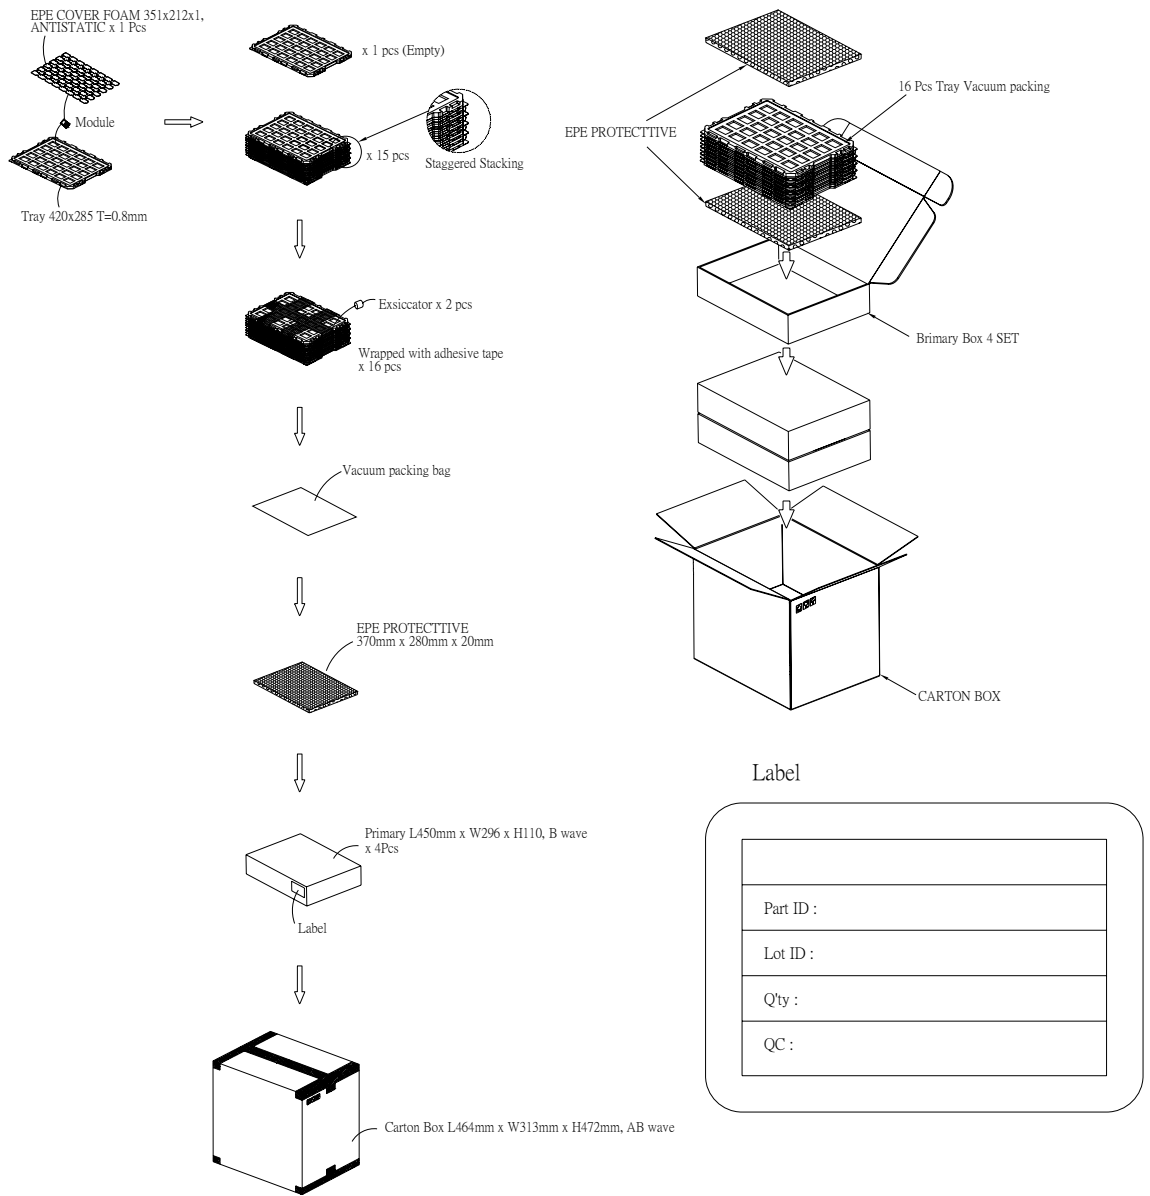 EPE COVER FOAM 351x212x1,
ANTISTATIC x 1 Pcs
Module
Tray 420x285 T=0.8mm
x 1 pcs (Empty)
x 15 pcs
Staggered Stacking
Exsiccator x 2 pcs
Wrapped with adhesive tape
x 16 pcs
Vacuum packing bag
EPE PROTECTTIVE
370mm x 280mm x 20mm
Primary L450mm x W296 x H110, B wave
x 4Pcs
Label
Carton Box L464mm x W313mm x H472mm, AB wave
16 Pcs Tray Vacuum packing
EPE PROTECTTIVE
Brimary Box 4 SET
CARTON BOX
Label
Part ID :
Lot ID :
Q'ty :
QC :